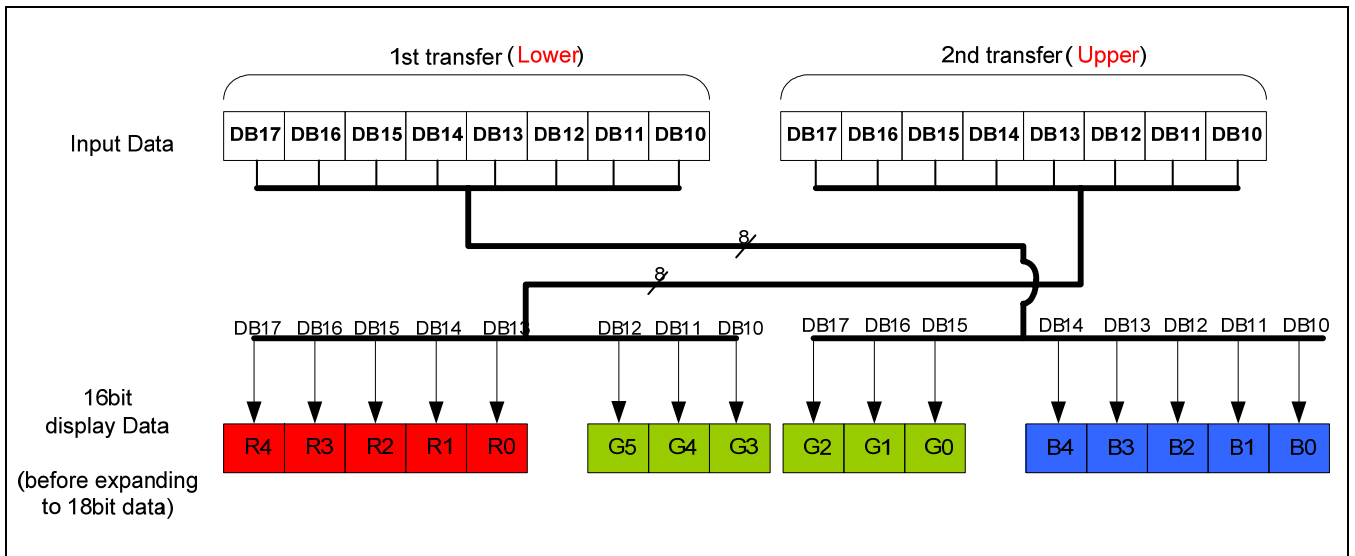 1st transfer (Lower)
2nd transfer (Upper)
Input Data
DB17 DB16 DB15 DB14 DB13 DB12 DB11 DB10
DB17 DB16 DB15 DB14 DB13 DB12 DB11 DB10
8
8
DB17 DB16 DB15 DB14 DB13 DB12 DB11 DB10
DB17 DB16 DB15 DB14 DB13 DB12 DB11 DB10
16bit
display Data
(before expanding
to 18bit data)
R4 R3 R2 R1 R0
G5 G4 G3
G2 G1 G0
B4 B3 B2 B1 B0